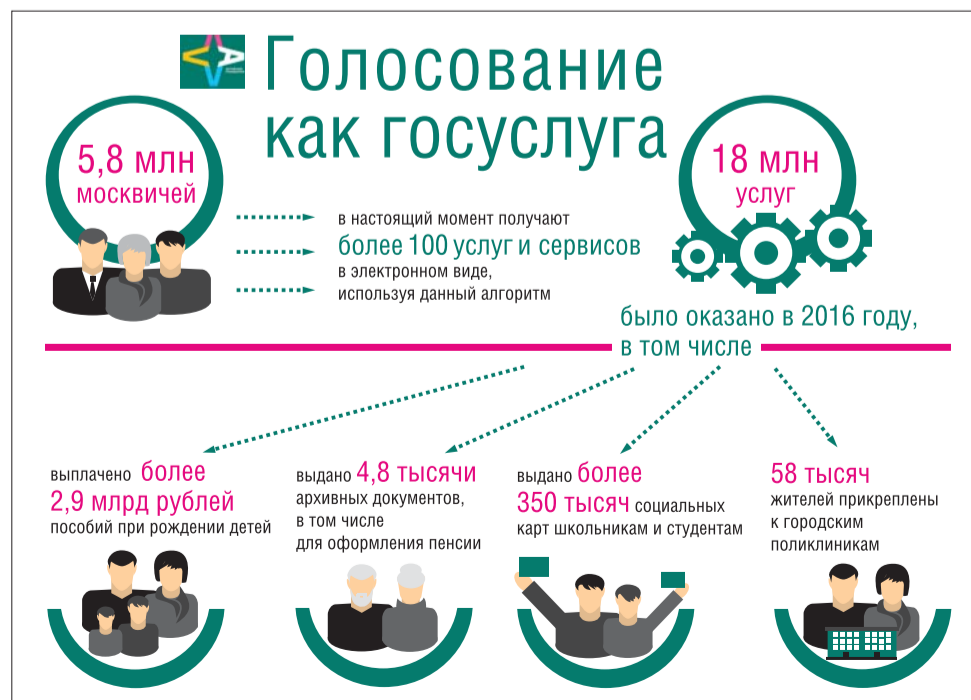 Голосование
как госуслуга
5,8 млн
москвичей
в настоящий момент получают
более 100 услуг и сервисов
в электронном виде,
используя данный алгоритм
18 млн
услуг
было оказано в 2016 году,
в том числе
выплачено более
2,9 млрд рублей
пособий при рождении детей
выдано 4,8 тысячи
архивных документов,
в том числе
для оформления пенсии
выдано более
350 тысяч социальных
карт школьникам и студентам
58 тысяч
жителей прикреплены
к городским
поликлиникам